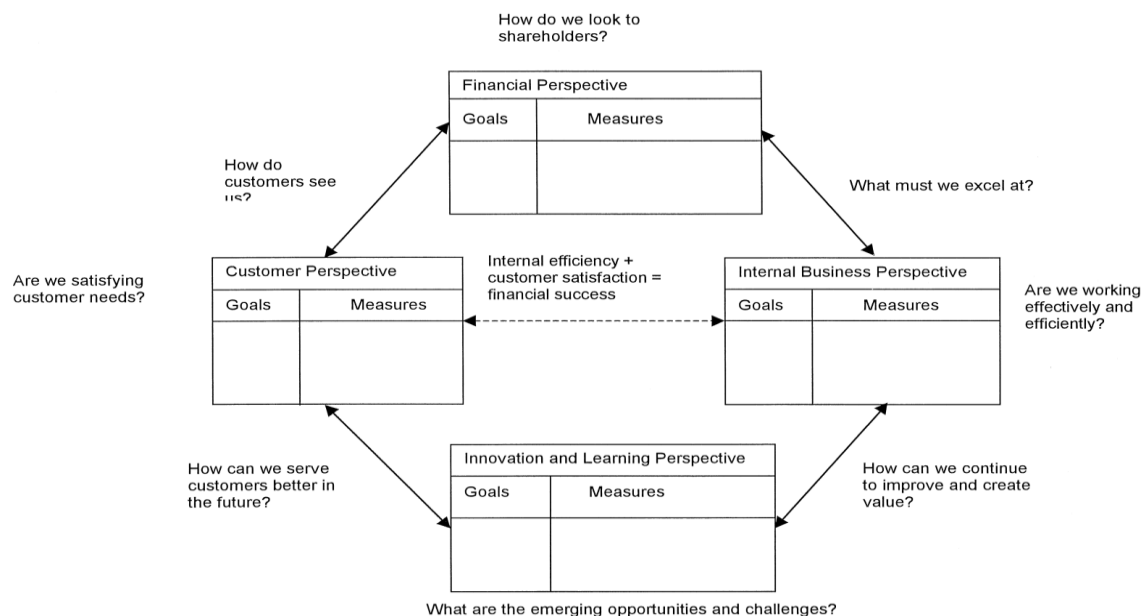 How do we look to
shareholders?
Financial Perspective
Goals
Measures
How do
customers see
us?
What must we excel at?
Are we satisfying
customer needs?
Customer Perspective
Goals
Measures
Internal efficiency +
customer satisfaction =
financial success
Internal Business Perspective
Goals
Measures
Are we working
effectively and
efficiently?
How can we serve
customers better in
the future?
Innovation and Learning Perspective
Goals
Measures
How can we continue
to improve and create
value?
What are the emerging opportunities and challenges?